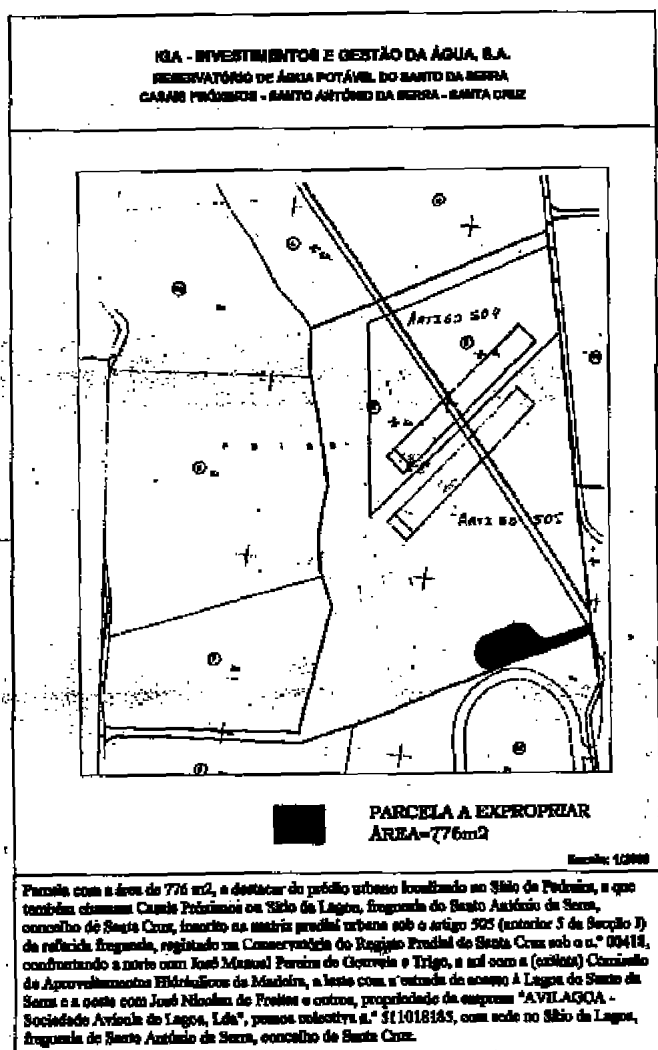 IGA - INVESTIMENTOS E GESTÃO DA ÁGUA, S.A.
RESERVATÓRIO DE ÁGUA POTÁVEL DO SANTO DA SERRA
CASAIS PRÓXIMOS - SANTO ANTÓNIO DA SERRA - SANTA CRUZ
ARTIGO 504
ARTIGO 505
PARCELA A EXPROPRIAR
ÁREA=776m2
Parcela com a área de 776 m2, a destacar do prédio urbano localizado ao Sítio da Pedreira, a que
também chamam Casais Próximos ou Sítio da Lagoa, freguesia do Santo António da Serra,
concelho de Santa Cruz, inscrito na matriz predial urbana sob o artigo 505 (anterior 5 da Secção I)
da referida freguesia, registado na Conservatória do Registo Predial de Santa Cruz sob o n.º 00418,
confrontando a norte com José Manuel Pereira de Gouveia e Trigo, a sul com a (extinta) Comissão
de Aproveitamentos Hidráulicos da Madeira, a leste com a estrada de acesso à Lagoa do Santo da
Serra e a oeste com José Nicolau de Freitas e outros, propriedade da empresa "AVILAGOA -
Sociedade Avícola da Lagoa, Lda", pessoa colectiva n.º 511018185, com sede no Sítio da Lagoa,
freguesia de Santo António da Serra, concelho de Santa Cruz.